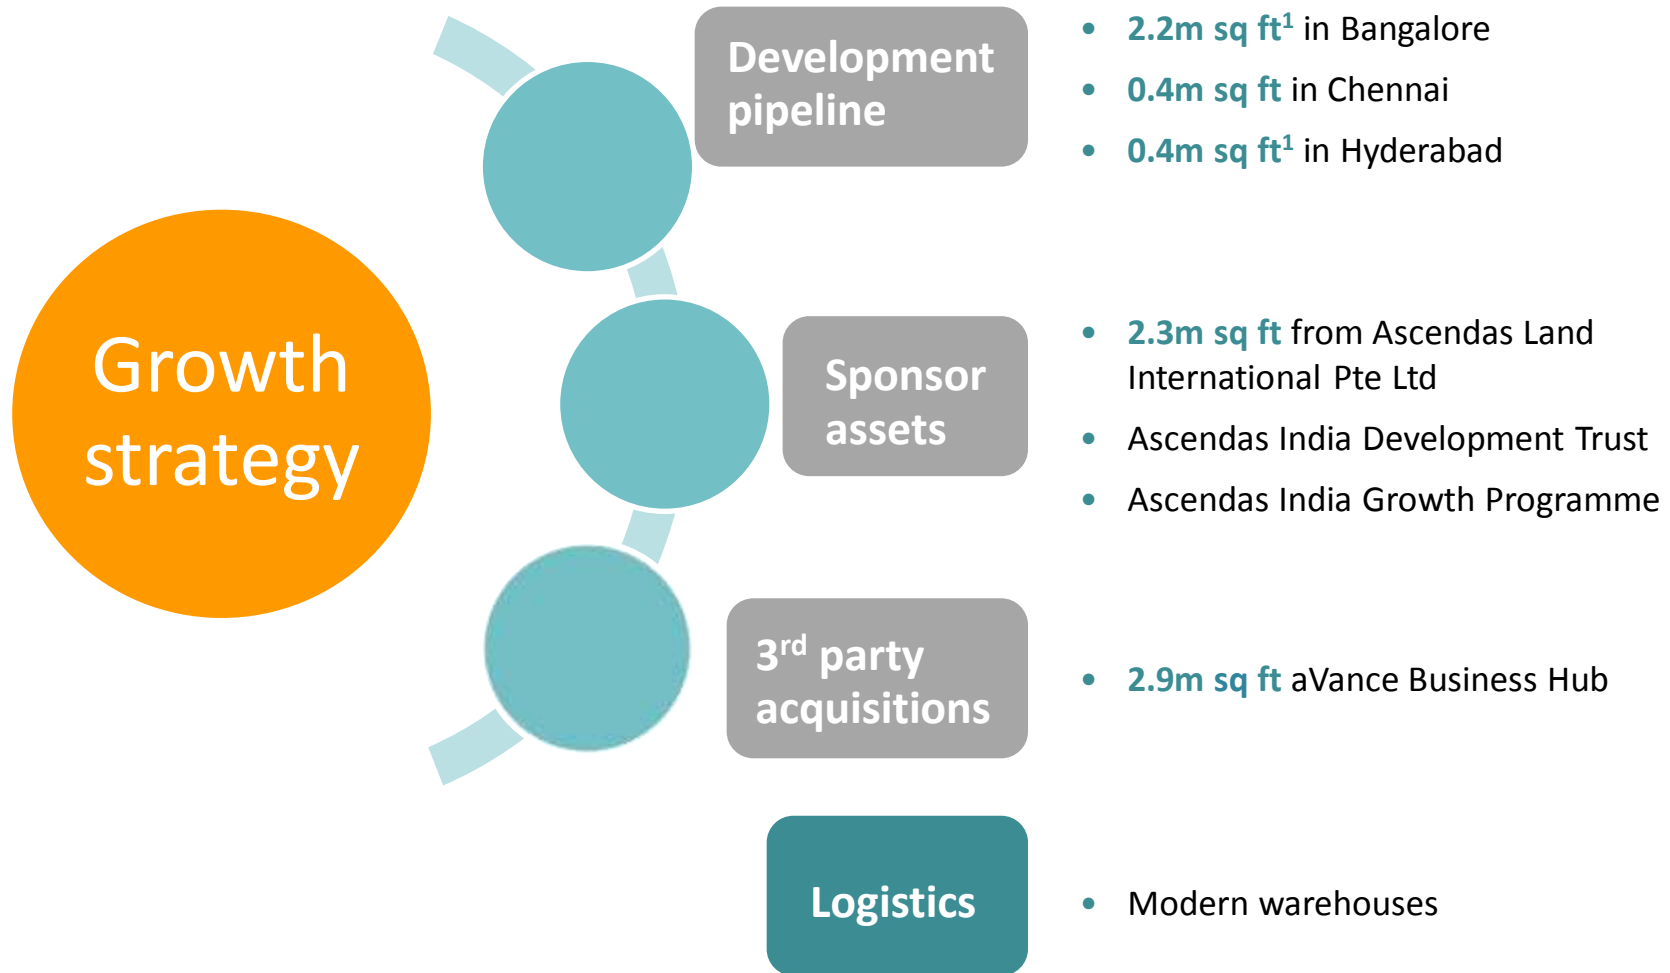 Growth
strategy
Development
pipeline
• 2.2m sq ft¹ in Bangalore
• 0.4m sq ft in Chennai
• 0.4m sq ft¹ in Hyderabad
Sponsor
assets
• 2.3m sq ft from Ascendas Land
International Pte Ltd
• Ascendas India Development Trust
• Ascendas India Growth Programme
3rd party
acquisitions
• 2.9m sq ft aVance Business Hub
Logistics
• Modern warehouses